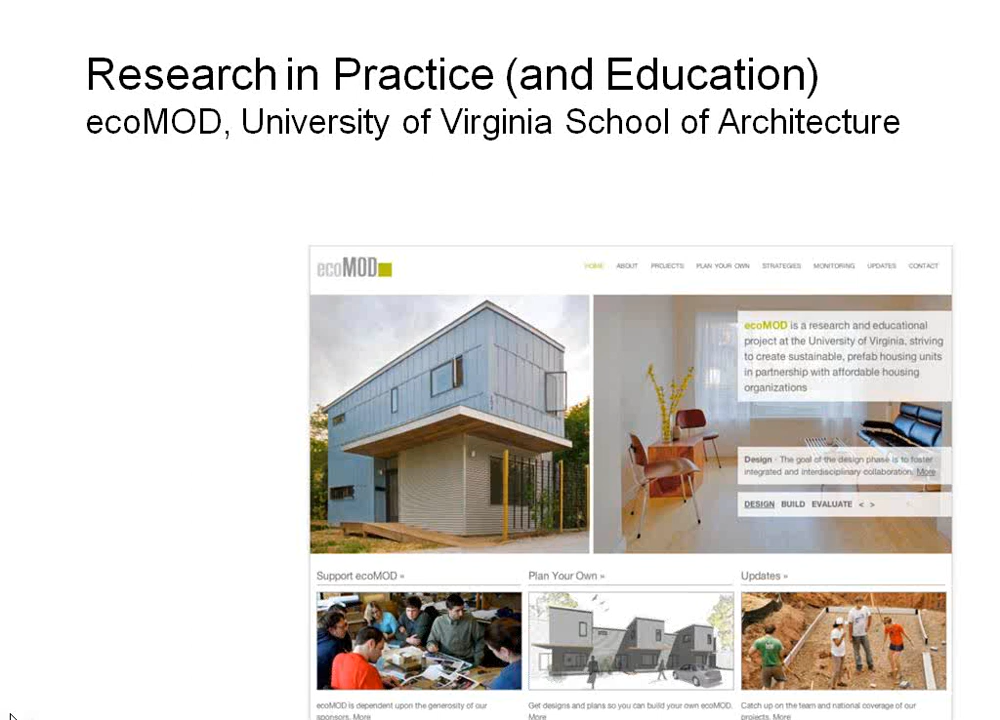 Research in Practice (and Education)
ecoMOD, University of Virginia School of Architecture
ecoMOD
HOME ABOUT PROJECTS PLAN YOUR OWN STRATEGIES MONITORING UPDATES CONTACT
ecoMOD is a research and educational
project at the University of Virginia, striving
to create sustainable, prefab housing units
in partnership with affordable housing
organizations
Design - The goal of the design phase is to foster
integrated and interdisciplinary collaboration. More
DESIGN BUILD EVALUATE < >
Support ecoMOD »
Plan Your Own »
Updates »
ecoMOD is dependent upon the generosity of our
sponsors. More
Get designs and plans so you can build your own ecoMOD.
More
Catch up on the team and national coverage of our
projects. More